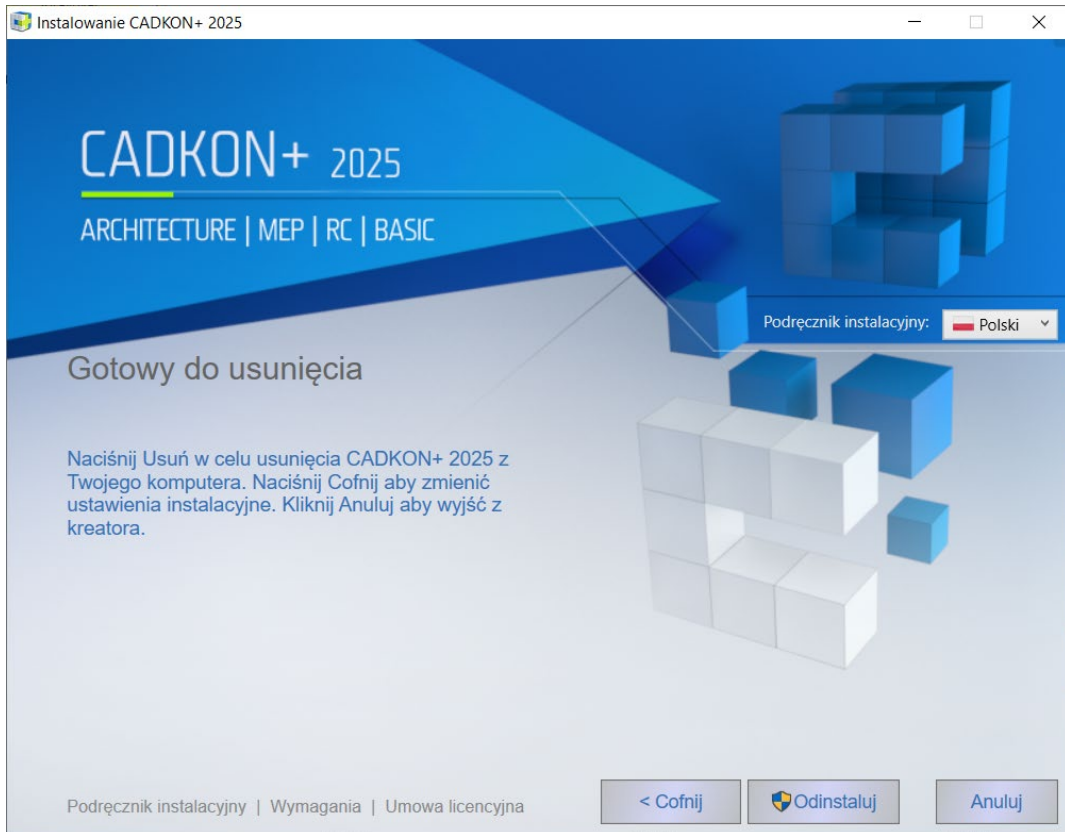 Instalowanie CADKON+ 2025
CADKON+ 2025
ARCHITECTURE | MEP | RC | BASIC
Podręcznik instalacyjny: Polski
Gotowy do usunięcia
Naciśnij Usuń w celu usunięcia CADKON+ 2025 z
Twojego komputera. Naciśnij Cofnij aby zmienić
ustawienia instalacyjne. Kliknij Anuluj aby wyjść z
kreatora.
Podręcznik instalacyjny | Wymagania | Umowa licencyjna
< Cofnij
Odinstaluj
Anuluj